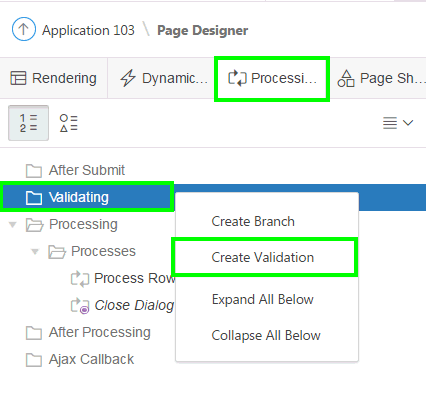 Application 103 \ Page Designer
Rendering Dynamic... Processi... Page Sh...
After Submit
Validating
Create Branch
Processing
Processes
Create Validation
Process Row
Expand All Below
Close Dialog
After Processing
Collapse All Below
Ajax Callback